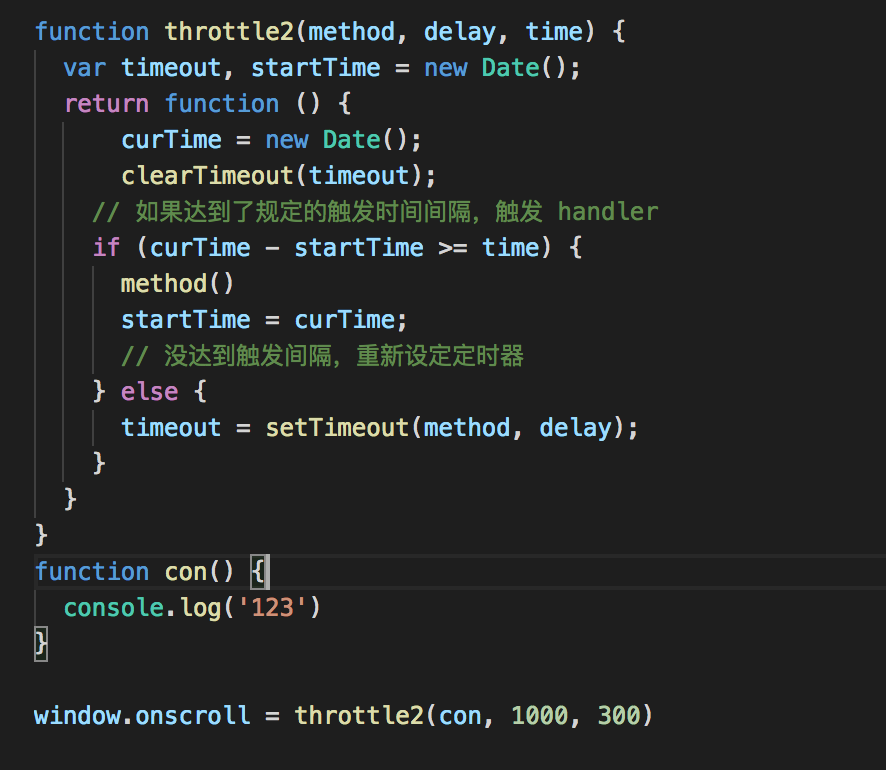 function throttle2(method, delay, time) {
  var timeout, startTime = new Date();
  return function () {
      curTime = new Date();
      clearTimeout(timeout);
    // 如果达到了规定的触发时间间隔，触发 handler
    if (curTime - startTime >= time) {
      method()
      startTime = curTime;
      // 没达到触发间隔，重新设定定时器
    } else {
      timeout = setTimeout(method, delay);
    }
  }
}
function con() {
  console.log('123')
}

window.onscroll = throttle2(con, 1000, 300)